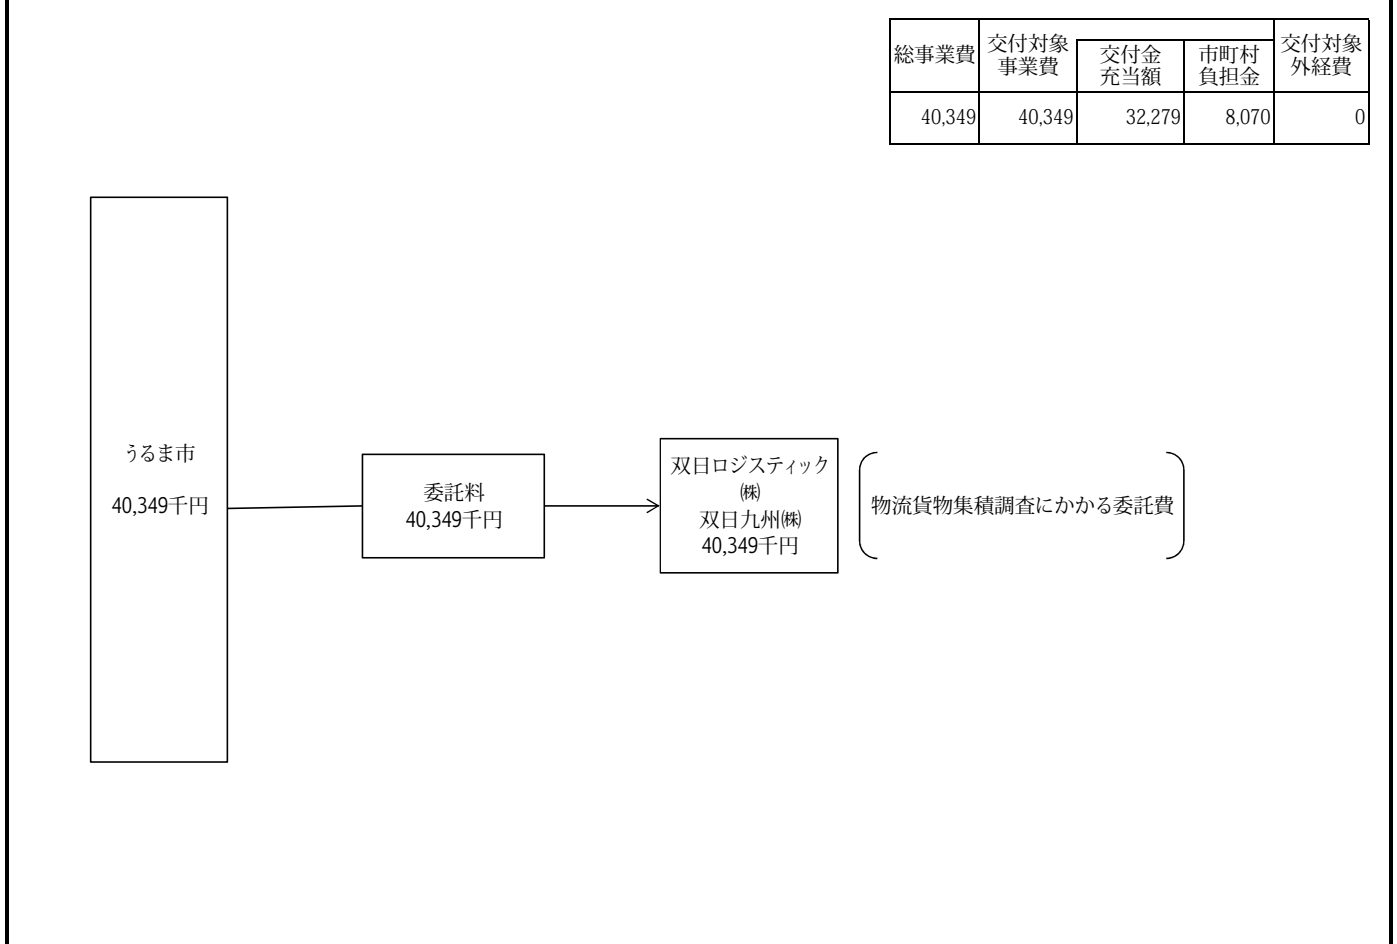 総事業費
交付対象
事業費
交付金
充当額
市町村
負担金
交付対象
外経費
40,349
40,349
32,279
8,070
0
うるま市
40,349千円
委託料
40,349千円
双日ロジスティック
㈱
双日九州㈱
40,349千円
物流貨物集積調査にかかる委託費